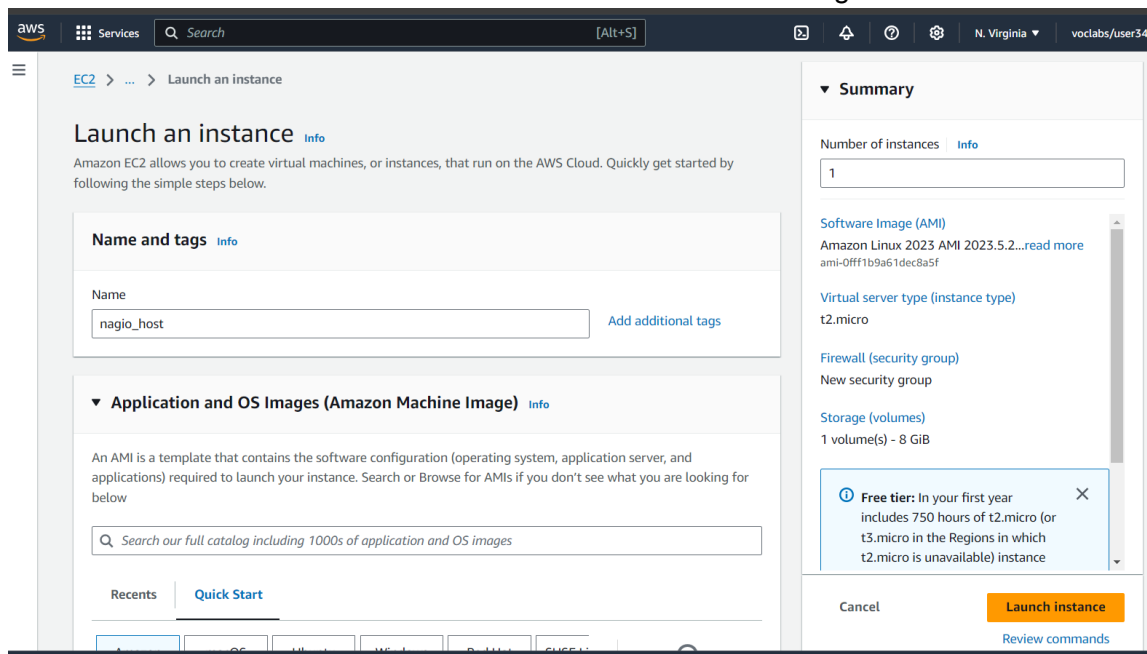 aws
Services
Search
[Alt+S]
N. Virginia
voclabs/user34
EC2 > ... > Launch an instance
Launch an instance Info
Amazon EC2 allows you to create virtual machines, or instances, that run on the AWS Cloud. Quickly get started by
following the simple steps below.
Name and tags Info
Name
nagio_host
Add additional tags
Application and OS Images (Amazon Machine Image) Info
An AMI is a template that contains the software configuration (operating system, application server, and
applications) required to launch your instance. Search or Browse for AMIs if you don't see what you are looking for
below
Search our full catalog including 1000s of application and OS images
Recents
Quick Start
Summary
Number of instances Info
1
Software Image (AMI)
Amazon Linux 2023 AMI 2023.5.2...read more
ami-0fff1b9a61dec8a5f
Virtual server type (instance type)
t2.micro
Firewall (security group)
New security group
Storage (volumes)
1 volume(s) - 8 GiB
Free tier: In your first year
includes 750 hours of t2.micro (or
t3.micro in the Regions in which
t2.micro is unavailable) instance
Cancel
Launch instance
Review commands